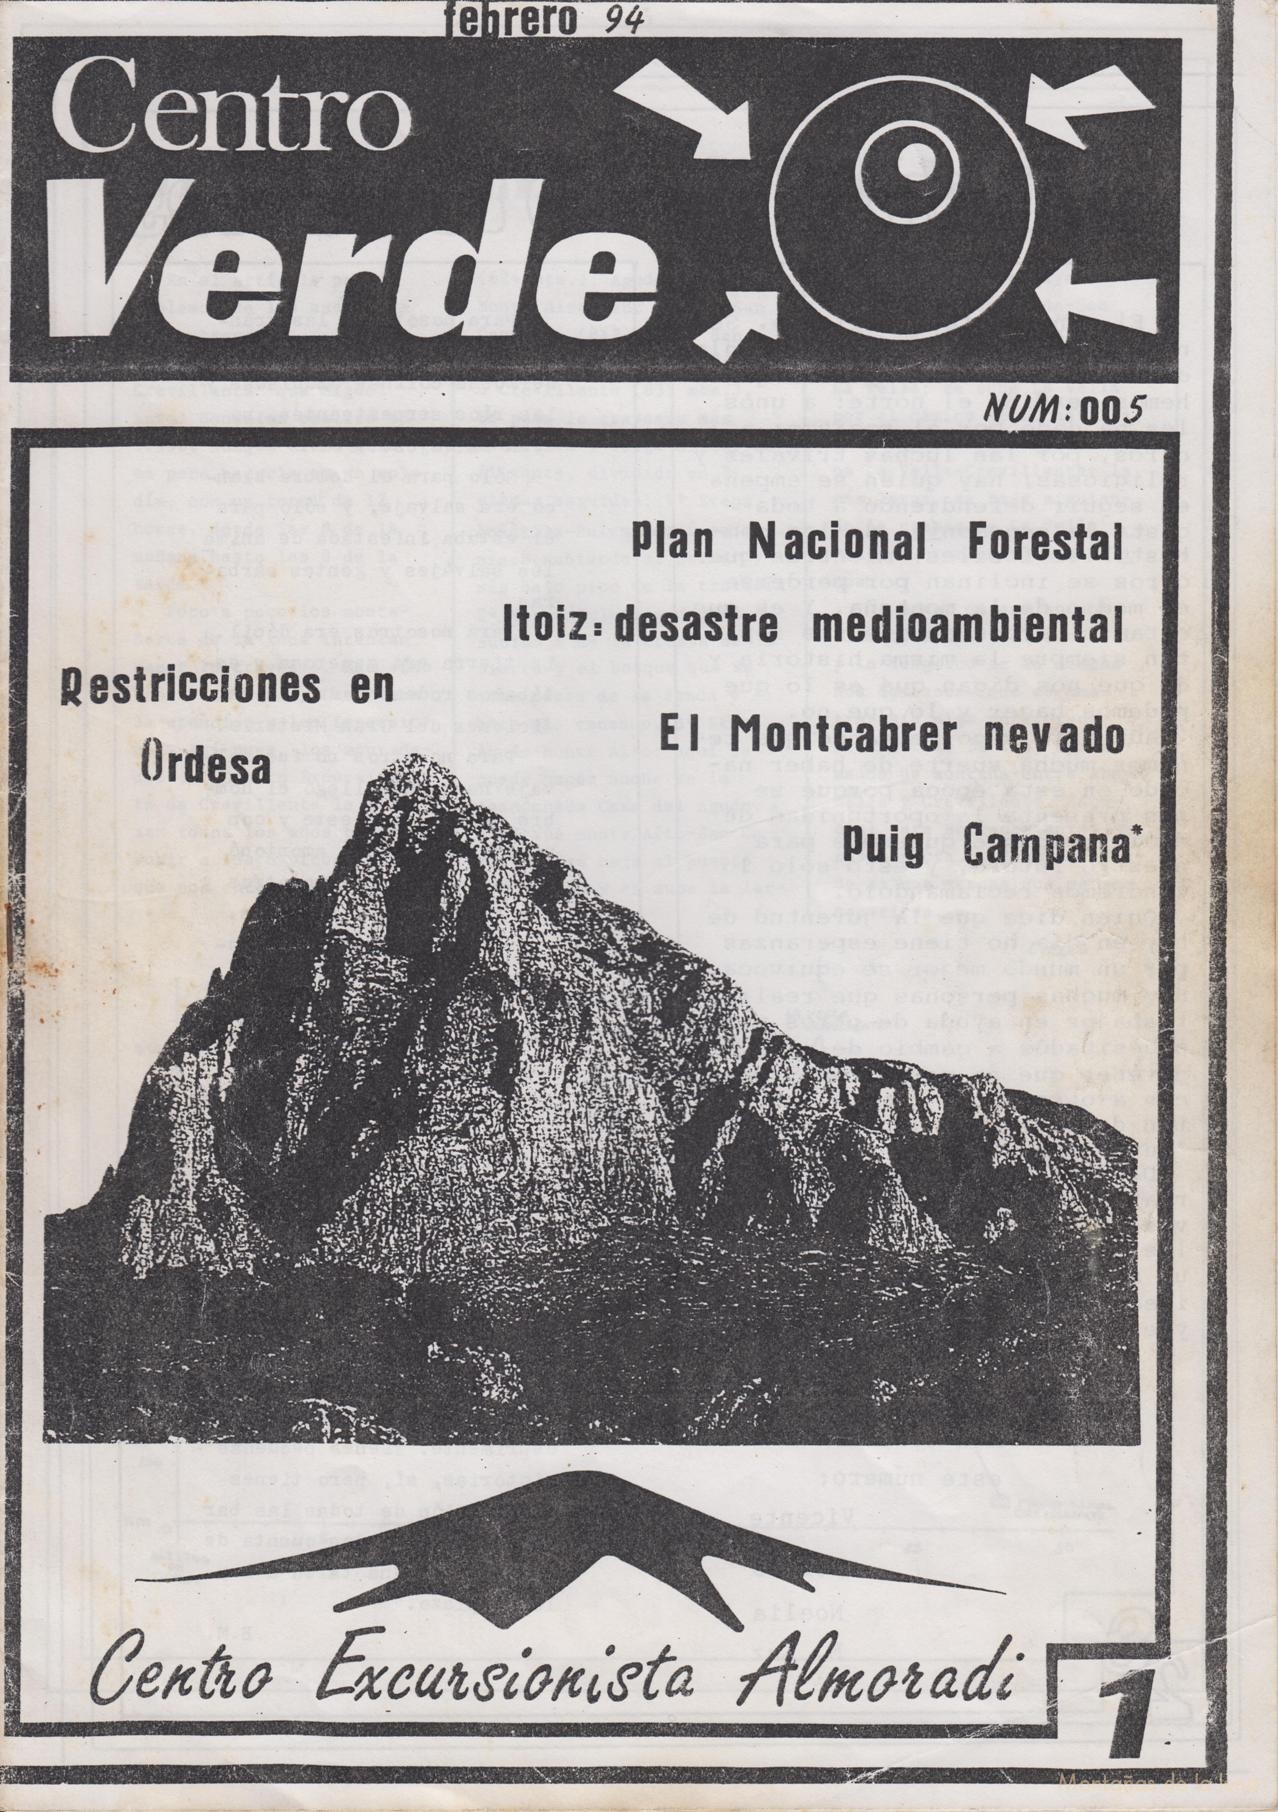 febrero 94
Centro
Verde
NUM: 005
Plan Nacional Forestal
Itoiz: desastre medioambiental
Restricciones en
Ordesa
El Montcabrer nevado
Puig Campana*
Centro Excursionista Almoradi
1